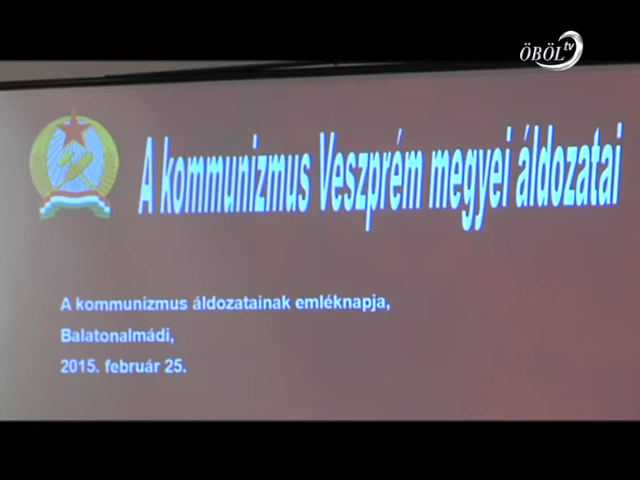 ÖBÖL tv
A kommunizmus Veszprém megyei áldozatai
A kommunizmus áldozatainak emléknapja,
Balatonalmádi,
2015. február 25.